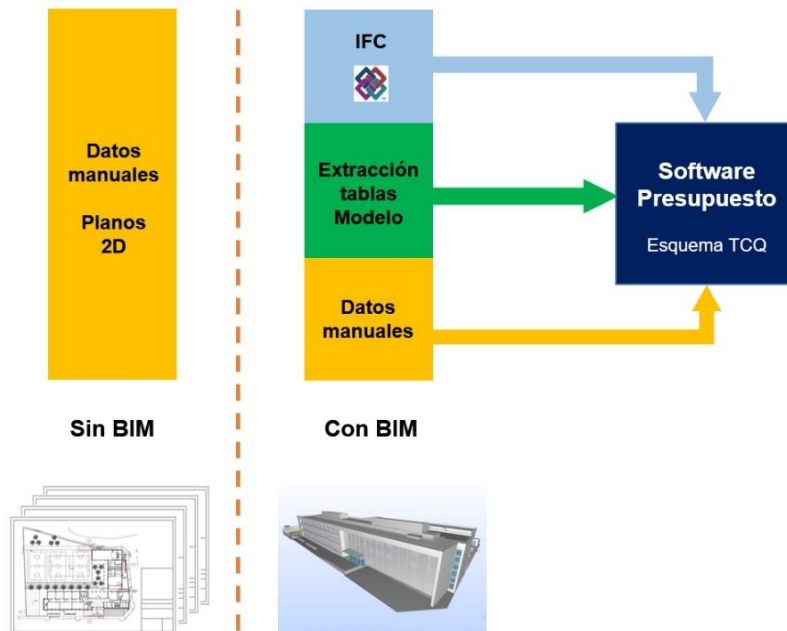 Datos
manuales
Planos
2D
IFC
Extracción
tablas
Modelo
Datos
manuales
Software
Presupuesto
Esquema TCQ
Sin BIM
Con BIM